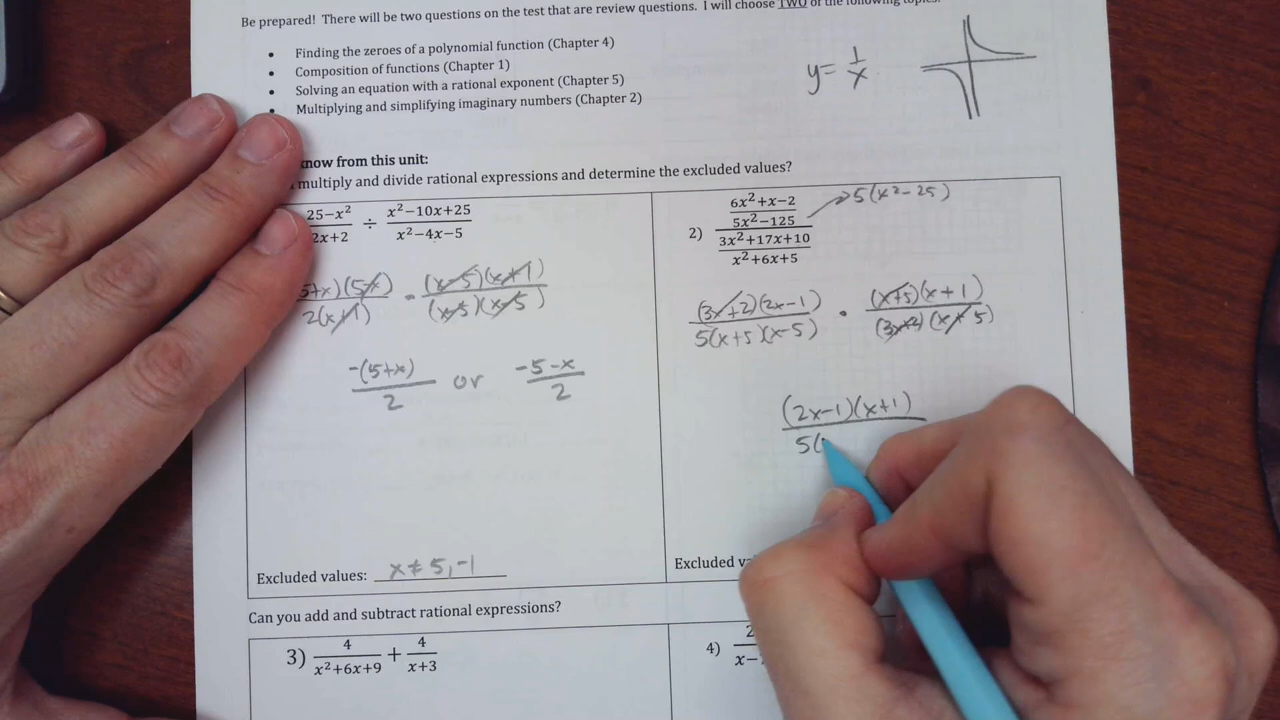 Be prepared! There will be two questions on the test that are review questions. I will choose TWO of the following topics.
• Finding the zeroes of a polynomial function (Chapter 4)
• Composition of functions (Chapter 1)
• Solving an equation with a rational exponent (Chapter 5)
• Multiplying and simplifying imaginary numbers (Chapter 2)
y = 1/x
know from this unit:
multiply and divide rational expressions and determine the excluded values?
25−x²/2x+2 ÷ x²−10x+25/x²−4x−5
(5+x)(5-x)/2(x+1) · (x-5)(x+1)/(x-5)(x-5)
-(5+x)/2 or -5-x/2
Excluded values: x≠5,-1
2) 6x²+x−2/5x²−125 / 3x²+17x+10/x²+6x+5
5(x²-25)
(3x+2)(2x-1)/5(x+5)(x-5) · (x+5)(x+1)/(3x+2)(x+5)
(2x-1)(x+1)/5(
Excluded va
Can you add and subtract rational expressions?
3) 4/x²+6x+9 + 4/x+3
4) 2/x−